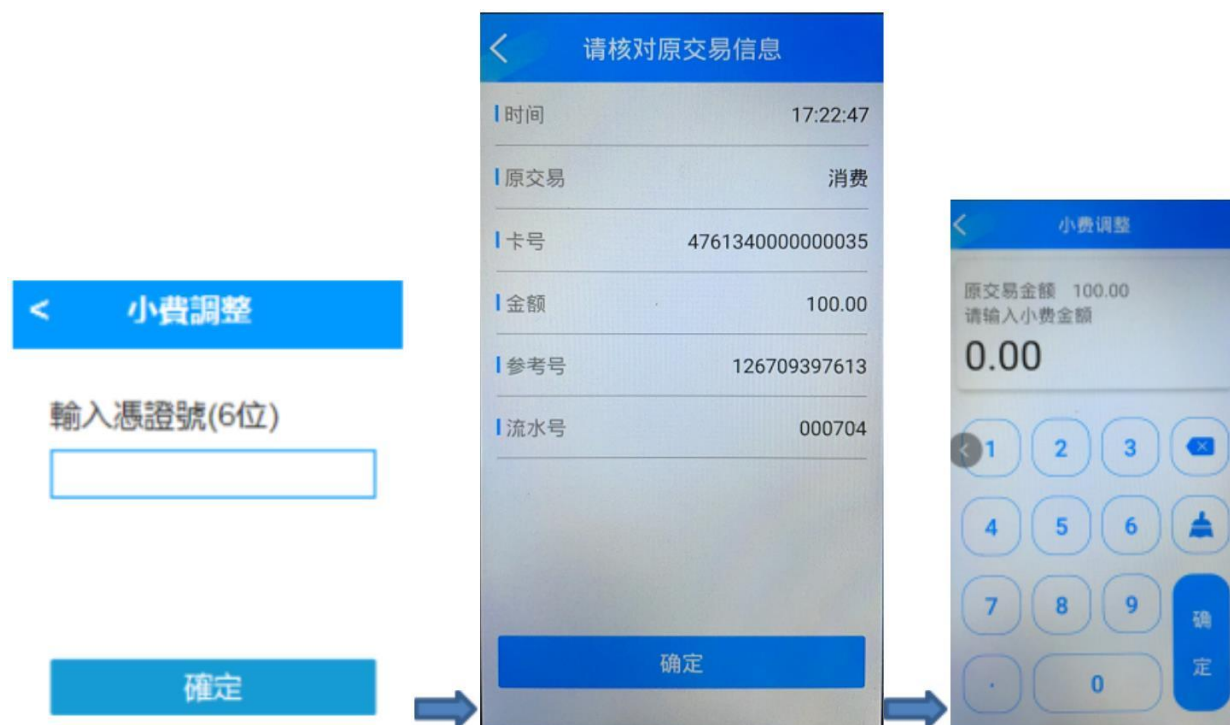 < 小費調整
輸入憑證號(6位)
確定
请核对原交易信息
时间 17:22:47
原交易 消费
卡号 4761340000000035
金额 100.00
参考号 126709397613
流水号 000704
确定
小费调整
原交易金额 100.00
请输入小费金额
0.00
1 2 3
4 5 6
7 8 9
确定
. 0